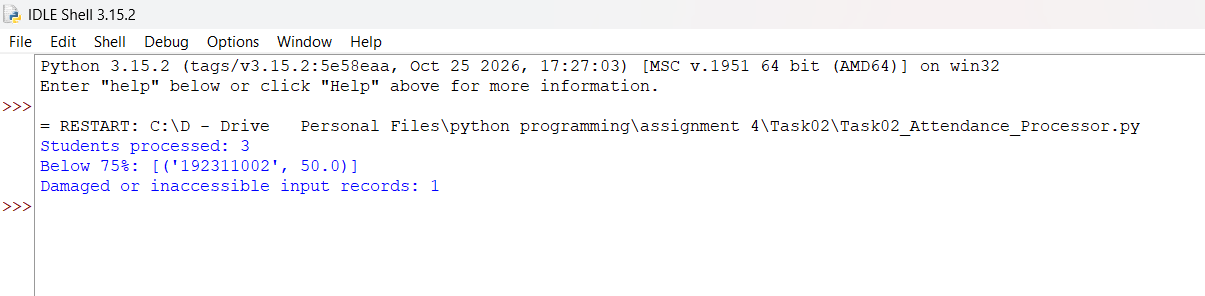 IDLE Shell 3.15.2
File Edit Shell Debug Options Window Help
Python 3.15.2 (tags/v3.15.2:5e58eaa, Oct 25 2026, 17:27:03) [MSC v.1951 64 bit (AMD64)] on win32
Enter "help" below or click "Help" above for more information.
>>>
= RESTART: C:\D - Drive   Personal Files\python programming\assignment 4\Task02\Task02_Attendance_Processor.py
Students processed: 3
Below 75%: [('192311002', 50.0)]
Damaged or inaccessible input records: 1
>>>